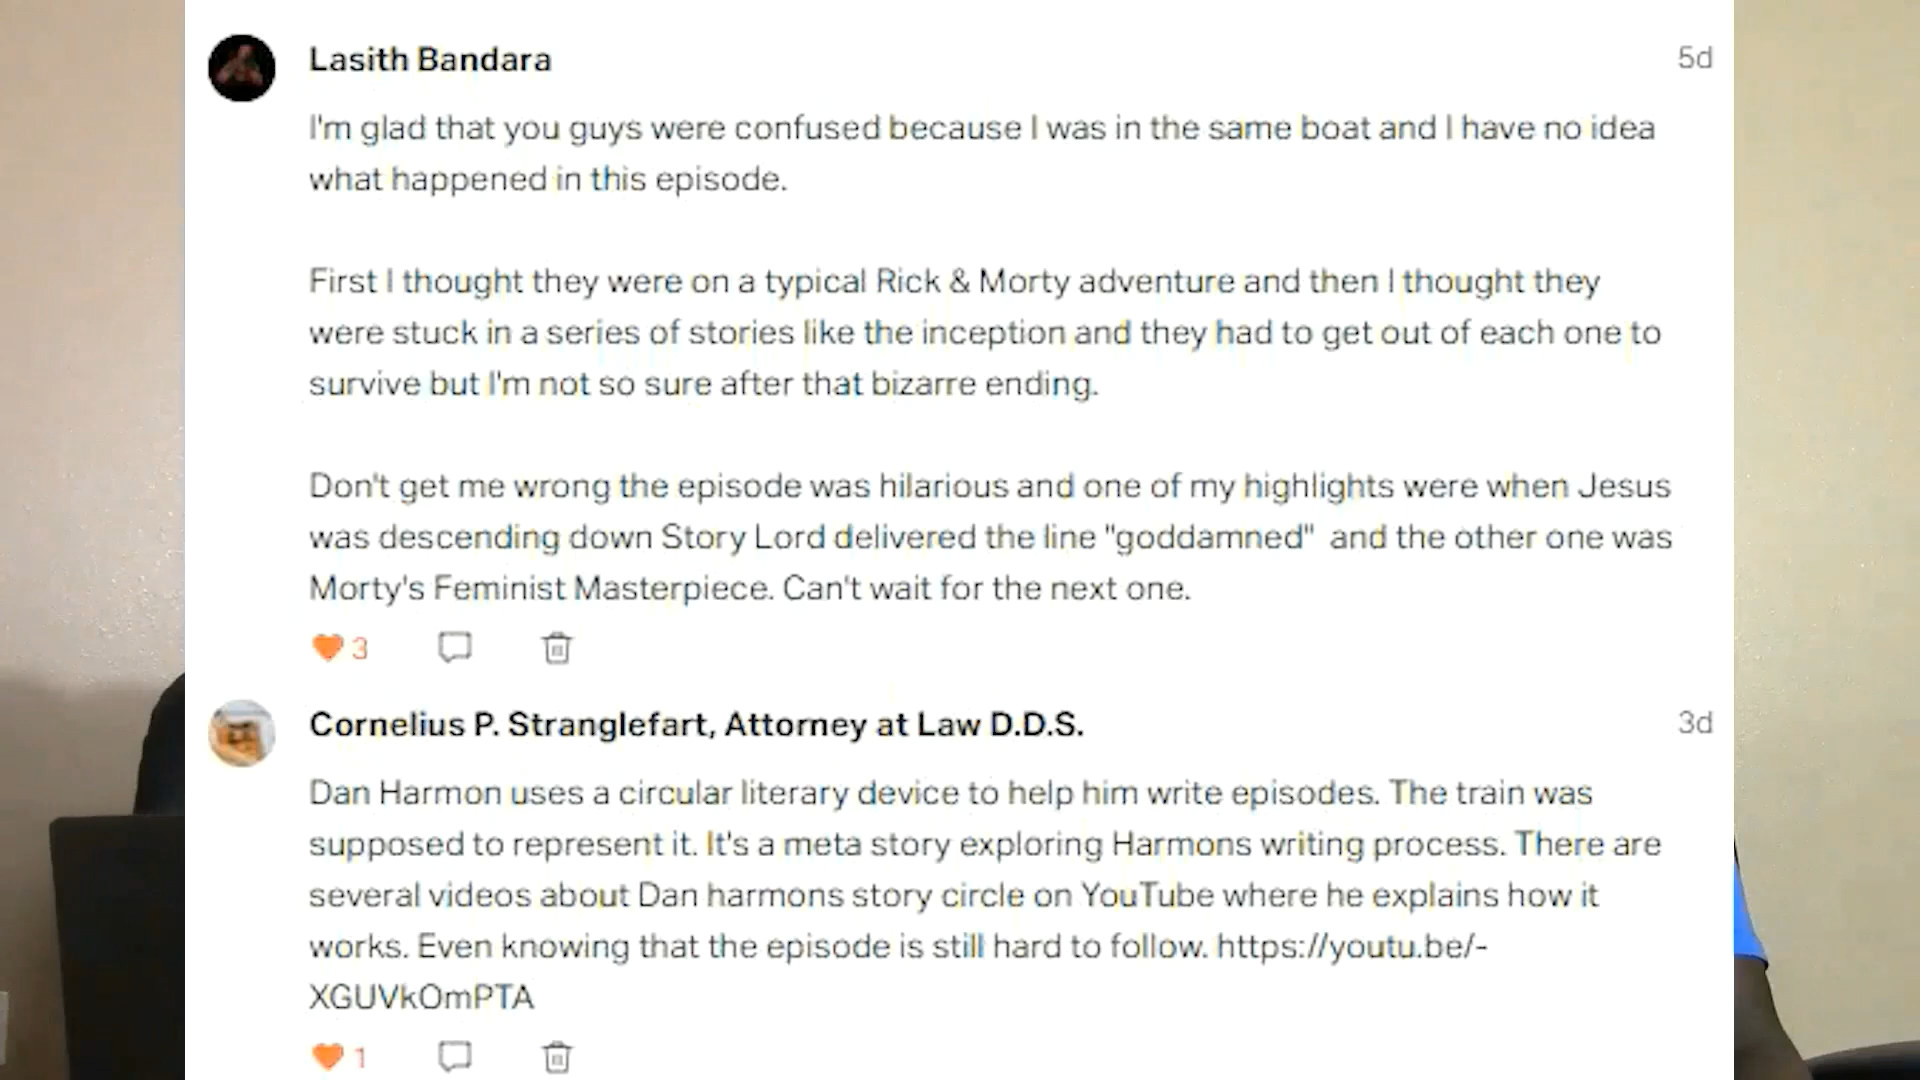 Lasith Bandara
5d
I'm glad that you guys were confused because I was in the same boat and I have no idea
what happened in this episode.
First I thought they were on a typical Rick & Morty adventure and then I thought they
were stuck in a series of stories like the inception and they had to get out of each one to
survive but I'm not so sure after that bizarre ending.
Don't get me wrong the episode was hilarious and one of my highlights were when Jesus
was descending down Story Lord delivered the line "goddamned" and the other one was
Morty's Feminist Masterpiece. Can't wait for the next one.
3
Cornelius P. Stranglefart, Attorney at Law D.D.S.
3d
Dan Harmon uses a circular literary device to help him write episodes. The train was
supposed to represent it. It's a meta story exploring Harmons writing process. There are
several videos about Dan harmons story circle on YouTube where he explains how it
works. Even knowing that the episode is still hard to follow. https://youtu.be/-
XGUVkOmPTA
1